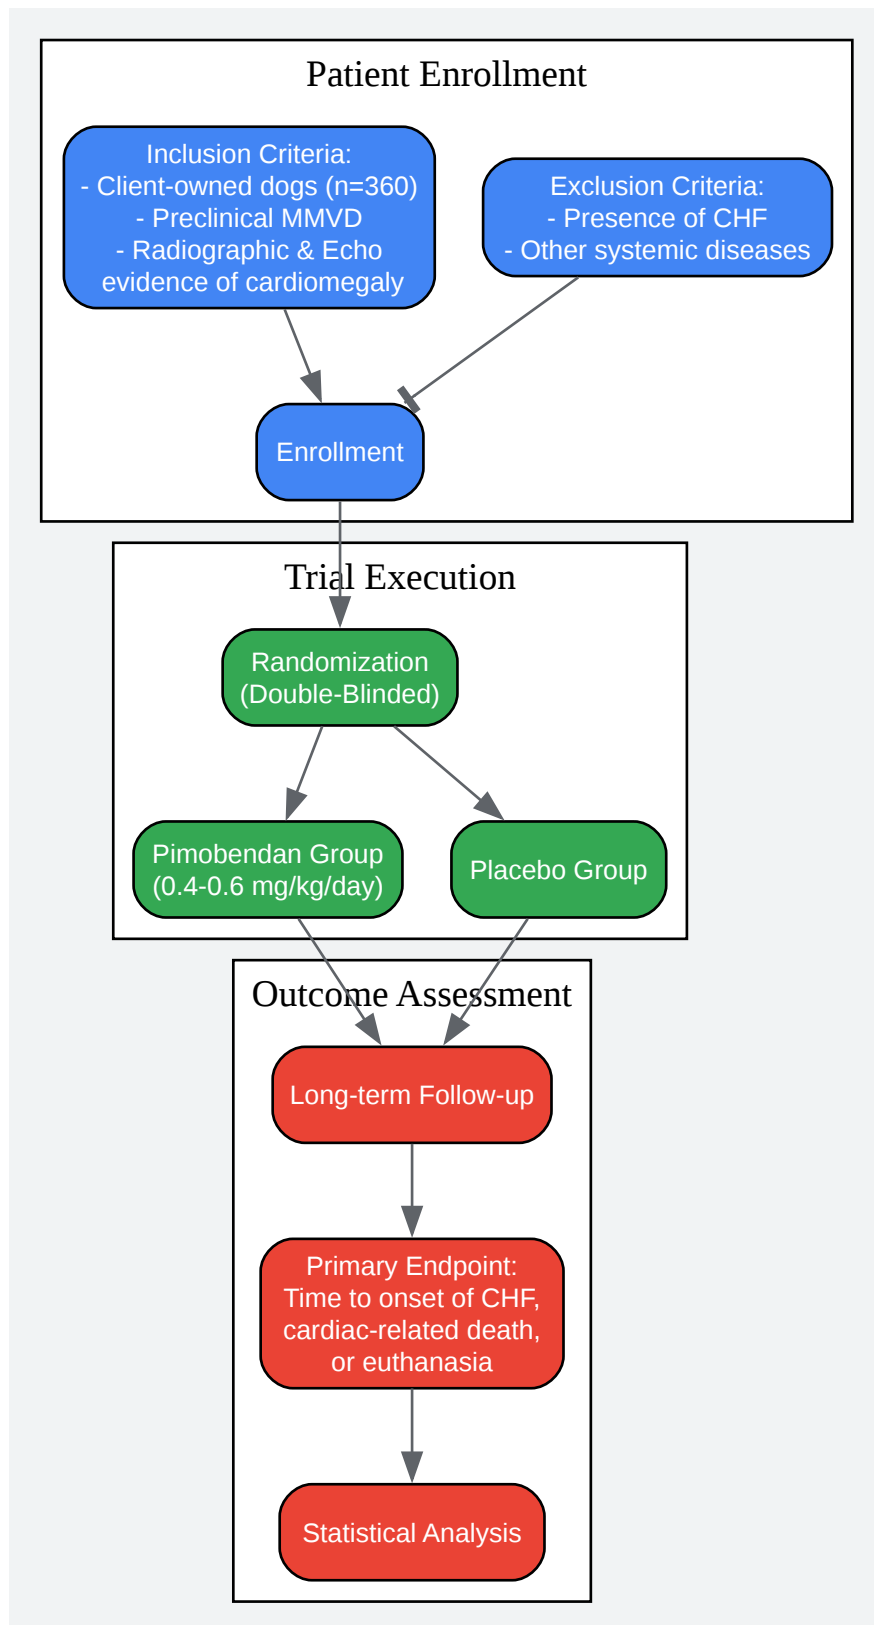 Patient Enrollment
Inclusion Criteria:
- Client-owned dogs (n=360)
- Preclinical MMVD
- Radiographic & Echo
evidence of cardiomegaly
Exclusion Criteria:
- Presence of CHF
- Other systemic diseases
Enrollment
Trial Execution
Randomization
(Double-Blinded)
Pimobendan Group
(0.4-0.6 mg/kg/day)
Placebo Group
Outcome Assessment
Long-term Follow-up
Primary Endpoint:
Time to onset of CHF,
cardiac-related death,
or euthanasia
Statistical Analysis